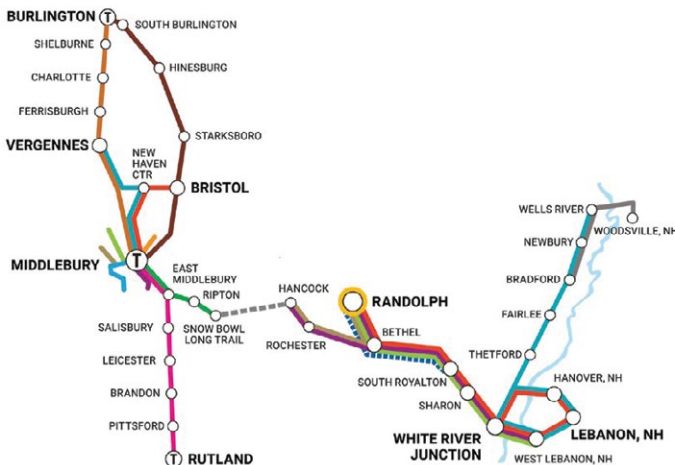 BURLINGTON
T
SOUTH BURLINGTON
SHELBURNE
HINESBURG
CHARLOTTE
FERRISBURGH
STARKSBORO
VERGENNES
NEW
HAVEN
CTR
BRISTOL
WELLS RIVER
WOODSVILLE, NH
NEWBURY
MIDDLEBURY
T
EAST
MIDDLEBURY
RIPTON
SNOW BOWL
LONG TRAIL
HANCOCK
ROCHESTER
RANDOLPH
BETHEL
BRADFORD
FAIRLEE
THETFORD
SALISBURY
LEICESTER
BRANDON
PITTSFORD
T
RUTLAND
SOUTH ROYALTON
SHARON
HANOVER, NH
WHITE RIVER
JUNCTION
LEBANON, NH
WEST LEBANON, NH